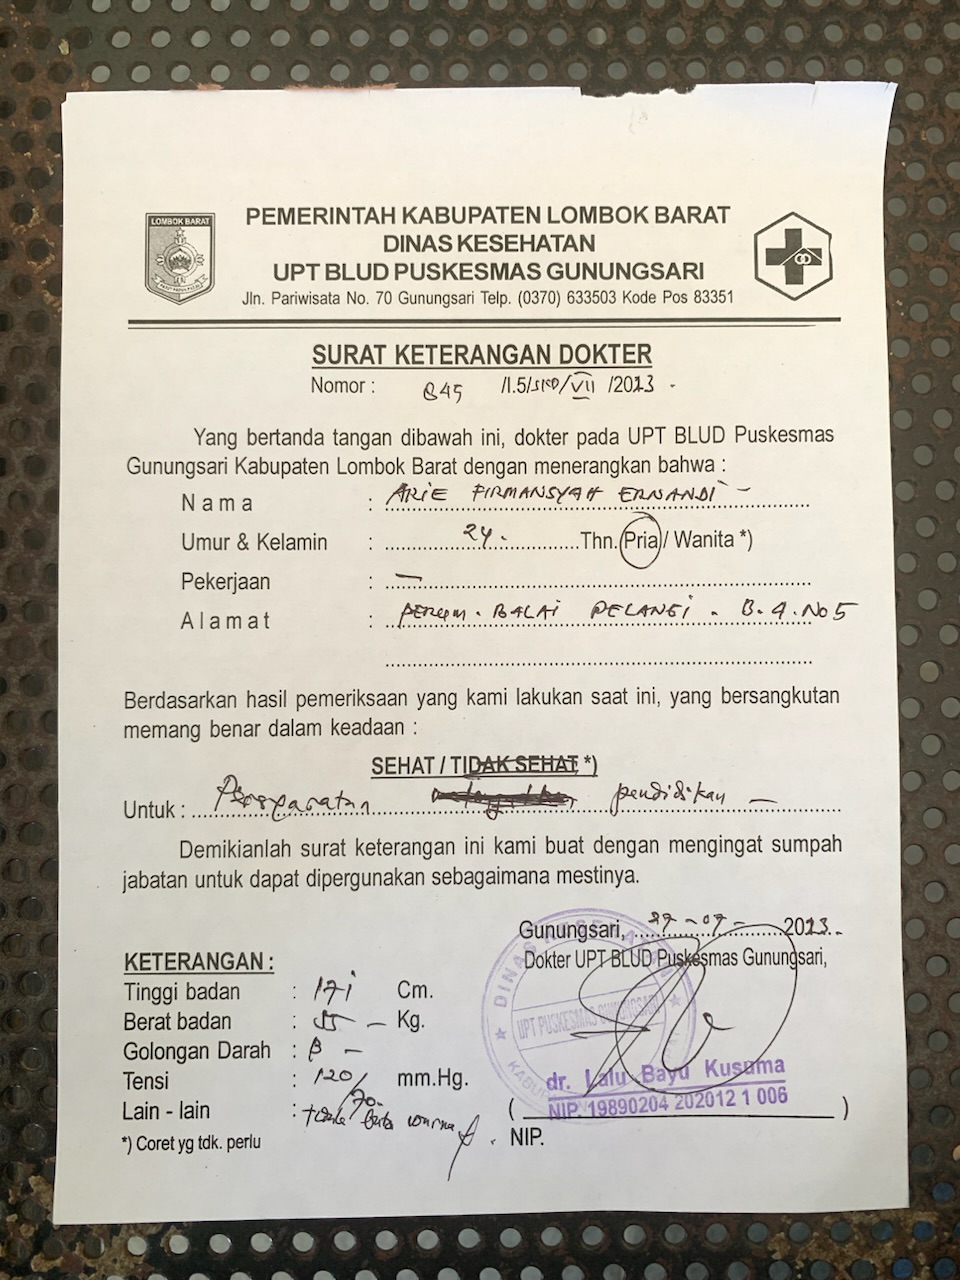 LOMBOK BARAT
PEMERINTAH KABUPATEN LOMBOK BARAT
DINAS KESEHATAN
UPT BLUD PUSKESMAS GUNUNGSARI
Jln. Pariwisata No. 70 Gunungsari Telp. (0370) 633503 Kode Pos 83351
SURAT KETERANGAN DOKTER
Nomor : 845 /1.5/SKD/VII /2023 .
Yang bertanda tangan dibawah ini, dokter pada UPT BLUD Puskesmas
Gunungsari Kabupaten Lombok Barat dengan menerangkan bahwa :
Nama : ARIE FIRMANSYAH ERNANDI -
Umur & Kelamin : 24. Thn. Pria / Wanita *)
Pekerjaan : -
Alamat : PERUM. BALAI PELANGI . B.4.No5
Berdasarkan hasil pemeriksaan yang kami lakukan saat ini, yang bersangkutan
memang benar dalam keadaan :
SEHAT / TIDAK SEHAT *)
Untuk : Persyaratan pendidikan -
Demikianlah surat keterangan ini kami buat dengan mengingat sumpah
jabatan untuk dapat dipergunakan sebagaimana mestinya.
Gunungsari, 27 - 07 - 2023.
Dokter UPT BLUD Puskesmas Gunungsari,
DINAS KESEHATAN
UPT PUSKESMAS GUNUNGSARI
KETERANGAN :
Tinggi badan : 171 Cm.
Berat badan : 55 - Kg.
Golongan Darah : B -
Tensi : 120/70 mm.Hg.
Lain - lain : tidak buta warna
*) Coret yg tdk. perlu
dr. Lalu Bayu Kusuma
NIP. 19890204 202012 1 006
( )
NIP.